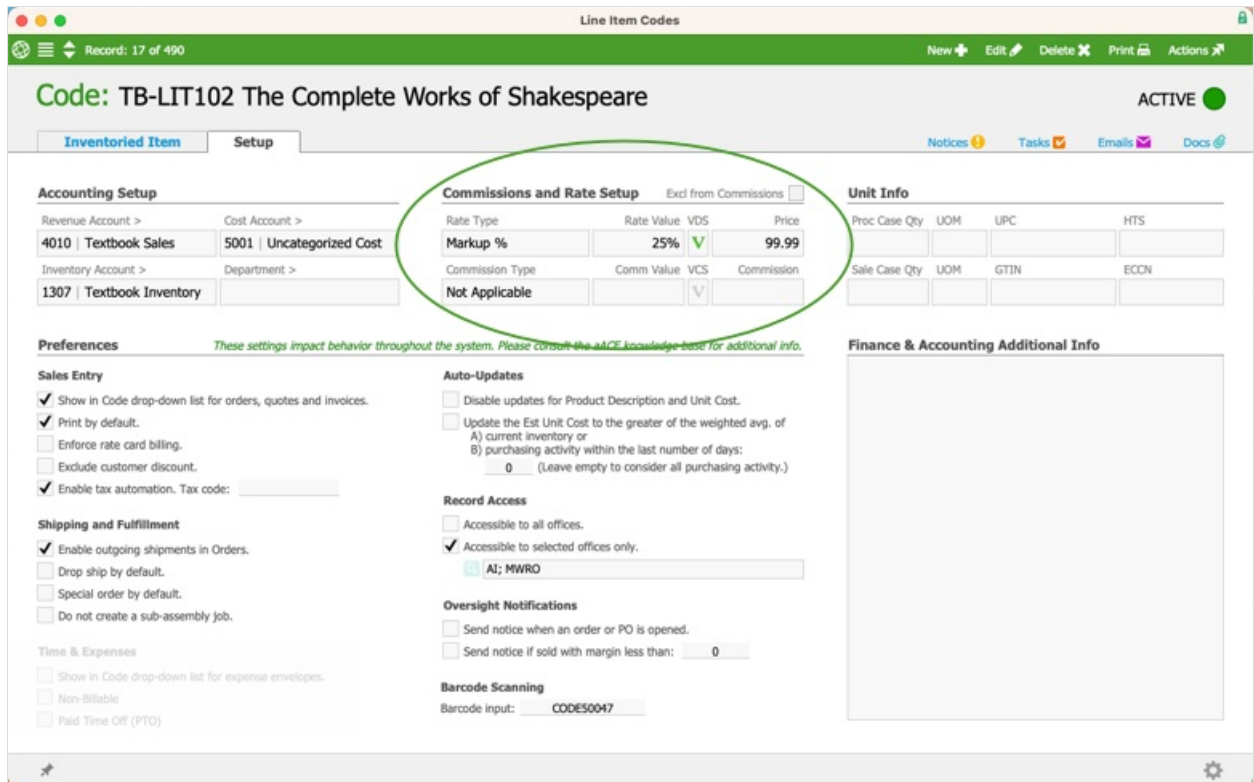 Line Item Codes
Record: 17 of 490 New Edit Delete Print Actions
Code: TB-LIT102 The Complete Works of Shakespeare
ACTIVE
Inventoried Item Setup Notices Tasks Emails Docs
Accounting Setup
Revenue Account > Cost Account >
4010 | Textbook Sales 5001 | Uncategorized Cost
Inventory Account > Department >
1307 | Textbook Inventory
Commissions and Rate Setup Excl from Commissions
Rate Type Rate Value VDS Price
Markup % 25% V 99.99
Commission Type Comm Value VCS Commission
Not Applicable V
Unit Info
Proc Case Qty UOM UPC HTS
Sale Case Qty UOM GTIN ECCN
Preferences These settings impact behavior throughout the system. Please consult the aACE knowledge base for additional info.
Sales Entry
Show in Code drop-down list for orders, quotes and invoices.
Print by default.
Enforce rate card billing.
Exclude customer discount.
Enable tax automation. Tax code:
Shipping and Fulfillment
Enable outgoing shipments in Orders.
Drop ship by default.
Special order by default.
Do not create a sub-assembly job.
Time & Expenses
Show in Code drop-down list for expense envelopes.
Non-Billable
Paid Time Off (PTO)
Auto-Updates
Disable updates for Product Description and Unit Cost.
Update the Est Unit Cost to the greater of the weighted avg. of
A) current inventory or
B) purchasing activity within the last number of days:
0 (Leave empty to consider all purchasing activity.)
Record Access
Accessible to all offices.
Accessible to selected offices only.
AI; MWRO
Oversight Notifications
Send notice when an order or PO is opened.
Send notice if sold with margin less than: 0
Barcode Scanning
Barcode input: CODE50047
Finance & Accounting Additional Info